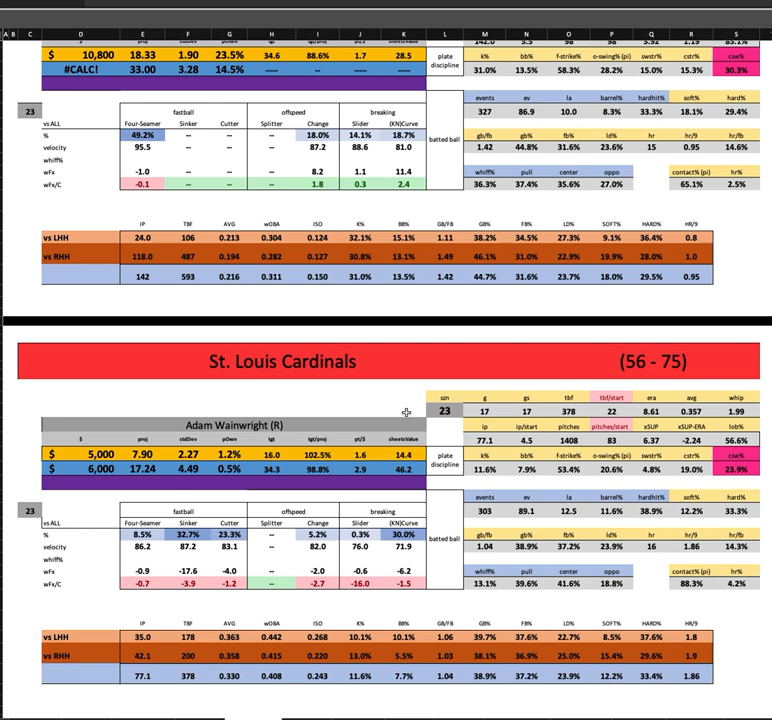 A B C D E F G H I J K L M N O P Q R S
proj stdDev pOwn tgt tgt/proj pt/$ sheetsValue 142.0 5.5 98 98 3.92 1.19 83.1%
$ 10,800 18.33 1.90 23.5% 34.6 88.6% 1.7 28.5 plate discipline k% bb% f-strike% o-swing% (pi) swstr% cstr% csw%
#CALC! 33.00 3.28 14.5% -- -- -- -- 31.0% 13.5% 58.3% 28.2% 15.0% 15.3% 30.3%
events ev la barrel% hardhit% soft% hard%
23 fastball offspeed breaking batted ball 327 86.9 10.0 8.3% 33.3% 18.1% 29.4%
vs ALL Four-Seamer Sinker Cutter Splitter Change Slider (KN)Curve
% 49.2% -- -- -- 18.0% 14.1% 18.7% gb/fb gb% fb% ld% hr hr/9 hr/fb
velocity 95.5 -- -- -- 87.2 88.6 81.0 1.42 44.8% 31.6% 23.6% 15 0.95 14.6%
whiff%
wFx -1.0 -- -- -- 8.2 1.1 11.4 whiff% pull center oppo contact% (pi) hr%
wFx/C -0.1 -- -- -- 1.8 0.3 2.4 36.3% 37.4% 35.6% 27.0% 65.1% 2.5%
IP TBF AVG wOBA ISO K% BB% GB/FB GB% FB% LD% SOFT% HARD% HR/9
vs LHH 24.0 106 0.213 0.304 0.124 32.1% 15.1% 1.11 38.2% 34.5% 27.3% 9.1% 36.4% 0.8
vs RHH 118.0 487 0.194 0.282 0.127 30.8% 13.1% 1.49 46.1% 31.0% 22.9% 19.9% 28.0% 1.0
142 593 0.216 0.311 0.150 31.0% 13.5% 1.42 44.7% 31.6% 23.7% 18.0% 29.5% 0.95
St. Louis Cardinals (56 - 75)
szn g gs tbf tbf/start era avg whip
23 17 17 378 22 8.61 0.357 1.99
Adam Wainwright (R) ip ip/start pitches pitches/start xSUP xSUP-ERA lob%
$ proj stdDev pOwn tgt tgt/proj pt/$ sheetsValue 77.1 4.5 1408 83 6.37 -2.24 56.6%
$ 5,000 7.90 2.27 1.2% 16.0 102.5% 1.6 14.4 plate discipline k% bb% f-strike% o-swing% (pi) swstr% cstr% csw%
$ 6,000 17.24 4.49 0.5% 34.3 98.8% 2.9 46.2 11.6% 7.9% 53.4% 20.6% 4.8% 19.0% 23.9%
events ev la barrel% hardhit% soft% hard%
23 fastball offspeed breaking batted ball 303 89.1 12.5 11.6% 38.9% 12.2% 33.3%
vs ALL Four-Seamer Sinker Cutter Splitter Change Slider (KN)Curve
% 8.5% 32.7% 23.3% -- 5.2% 0.3% 30.0% gb/fb gb% fb% ld% hr hr/9 hr/fb
velocity 86.2 87.2 83.1 -- 82.0 76.0 71.9 1.04 38.9% 37.2% 23.9% 16 1.86 14.3%
whiff%
wFx -0.9 -17.6 -4.0 -- -2.0 -0.6 -6.2 whiff% pull center oppo contact% (pi) hr%
wFx/C -0.7 -3.9 -1.2 -- -2.7 -16.0 -1.5 13.1% 39.6% 41.6% 18.8% 88.3% 4.2%
IP TBF AVG wOBA ISO K% BB% GB/FB GB% FB% LD% SOFT% HARD% HR/9
vs LHH 35.0 178 0.363 0.442 0.268 10.1% 10.1% 1.06 39.7% 37.6% 22.7% 8.5% 37.6% 1.8
vs RHH 42.1 200 0.358 0.415 0.220 13.0% 5.5% 1.03 38.1% 36.9% 25.0% 15.4% 29.6% 1.9
77.1 378 0.330 0.408 0.243 11.6% 7.7% 1.04 38.9% 37.2% 23.9% 12.2% 33.4% 1.86